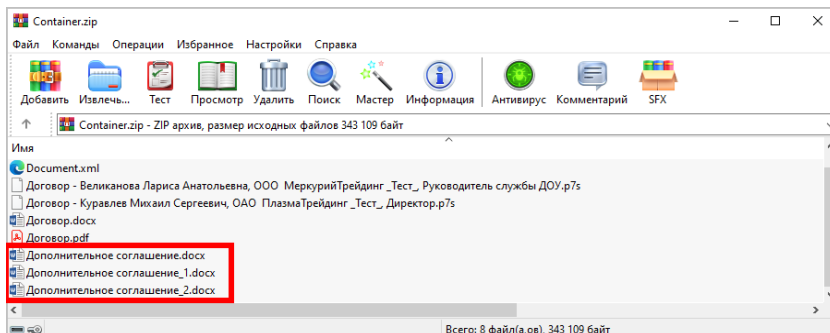 Container.zip
Файл Команды Операции Избранное Настройки Справка
Добавить Извлечь... Тест Просмотр Удалить Поиск Мастер Информация Антивирус Комментарий SFX
Container.zip - ZIP архив, размер исходных файлов 343 109 байт
Имя
Document.xml
Договор - Великанова Лариса Анатольевна, ООО МеркурийТрейдинг _Тест_, Руководитель службы ДОУ.p7s
Договор - Куравлев Михаил Сергеевич, ОАО ПлазмаТрейдинг _Тест_, Директор.p7s
Договор.docx
Договор.pdf
Дополнительное соглашение.docx
Дополнительное соглашение_1.docx
Дополнительное соглашение_2.docx
Всего: 8 файл(а,ов), 343 109 байт